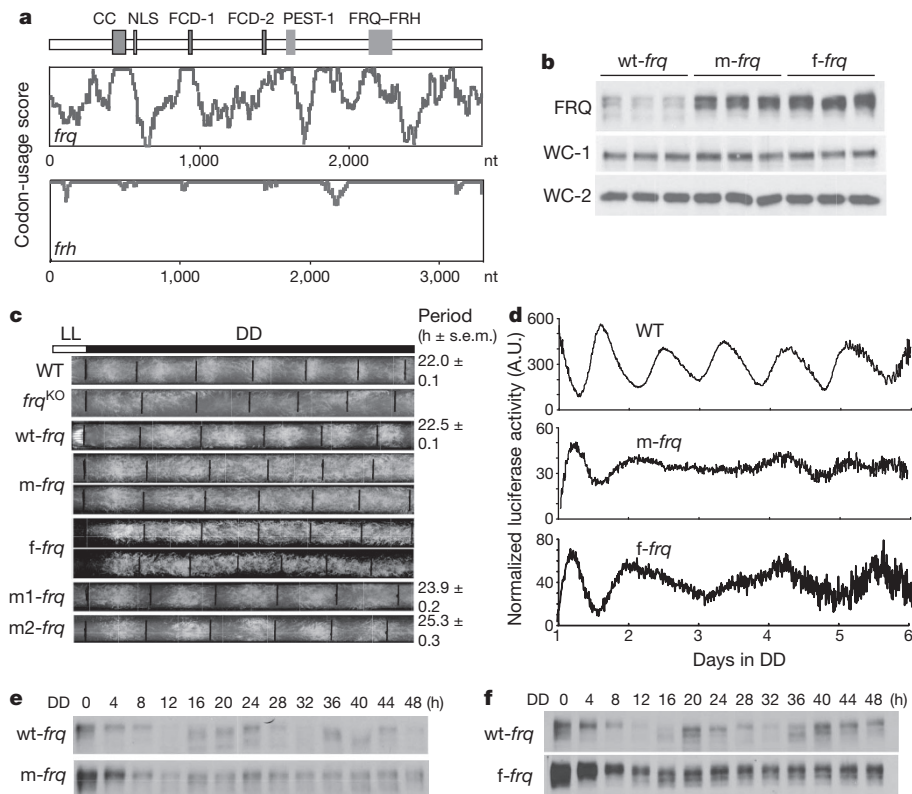 a
CC NLS FCD-1 FCD-2 PEST-1 FRQ–FRH
Codon-usage score
frq
0 1,000 2,000 nt
frh
0 1,000 2,000 3,000 nt
b
wt-frq m-frq f-frq
FRQ
WC-1
WC-2
c
LL DD Period (h ± s.e.m.)
WT 22.0 ± 0.1
frqKO
wt-frq 22.5 ± 0.1
m-frq
f-frq
m1-frq 23.9 ± 0.2
m2-frq 25.3 ± 0.3
d
Normalized luciferase activity (A.U.)
600
WT
300
0
60
m-frq
30
0
80
f-frq
40
0
1 2 3 4 5 6
Days in DD
e
DD 0 4 8 12 16 20 24 28 32 36 40 44 48 (h)
wt-frq
m-frq
f
DD 0 4 8 12 16 20 24 28 32 36 40 44 48 (h)
wt-frq
f-frq